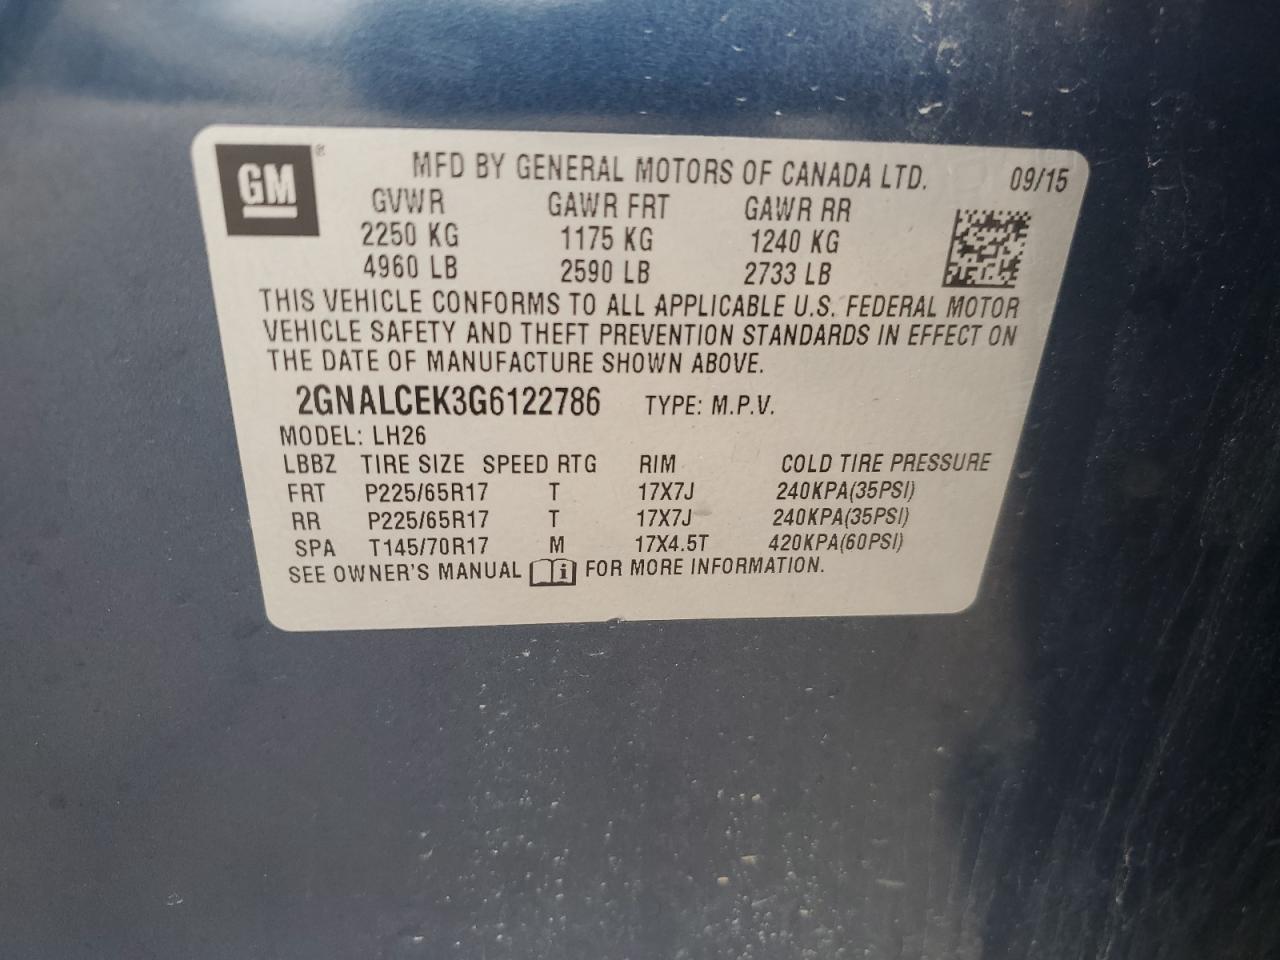 GM ® MFD BY GENERAL MOTORS OF CANADA LTD. 09/15
GVWR GAWR FRT GAWR RR
2250 KG 1175 KG 1240 KG
4960 LB 2590 LB 2733 LB
THIS VEHICLE CONFORMS TO ALL APPLICABLE U.S. FEDERAL MOTOR
VEHICLE SAFETY AND THEFT PREVENTION STANDARDS IN EFFECT ON
THE DATE OF MANUFACTURE SHOWN ABOVE.
2GNALCEK3G6122786 TYPE: M.P.V.
MODEL: LH26
LBBZ TIRE SIZE SPEED RTG RIM COLD TIRE PRESSURE
FRT P225/65R17 T 17X7J 240KPA(35PSI)
RR P225/65R17 T 17X7J 240KPA(35PSI)
SPA T145/70R17 M 17X4.5T 420KPA(60PSI)
SEE OWNER'S MANUAL i FOR MORE INFORMATION.